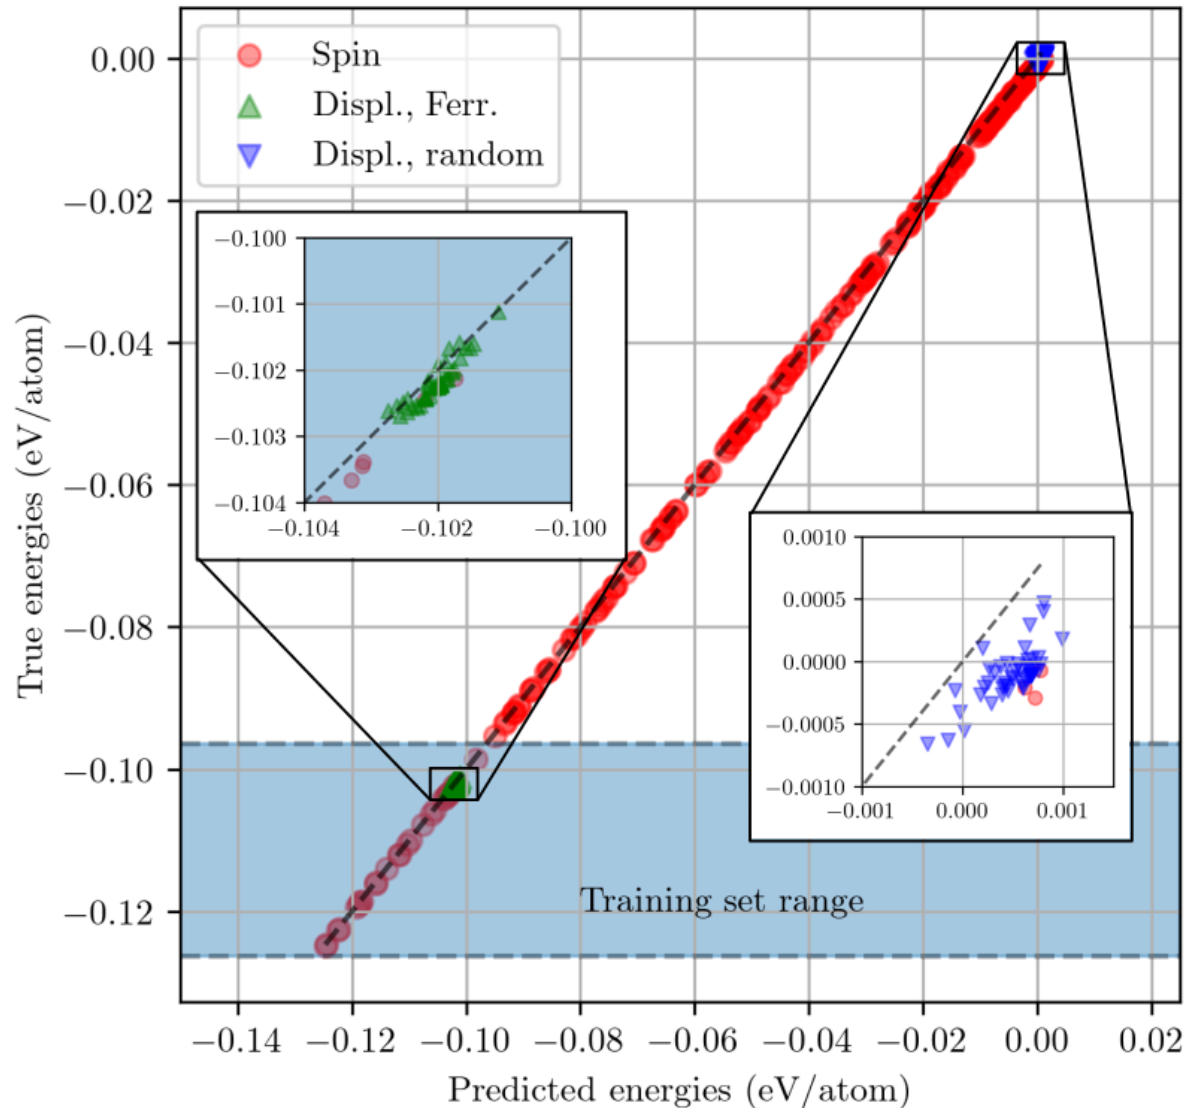 Spin
Displ., Ferr.
Displ., random
0.00
−0.02
−0.04
−0.06
−0.08
−0.10
−0.12
True energies (eV/atom)
−0.100
−0.101
−0.102
−0.103
−0.104
−0.104 −0.102 −0.100
0.0010
0.0005
0.0000
−0.0005
−0.0010
−0.001 0.000 0.001
Training set range
−0.14 −0.12 −0.10 −0.08 −0.06 −0.04 −0.02 0.00 0.02
Predicted energies (eV/atom)